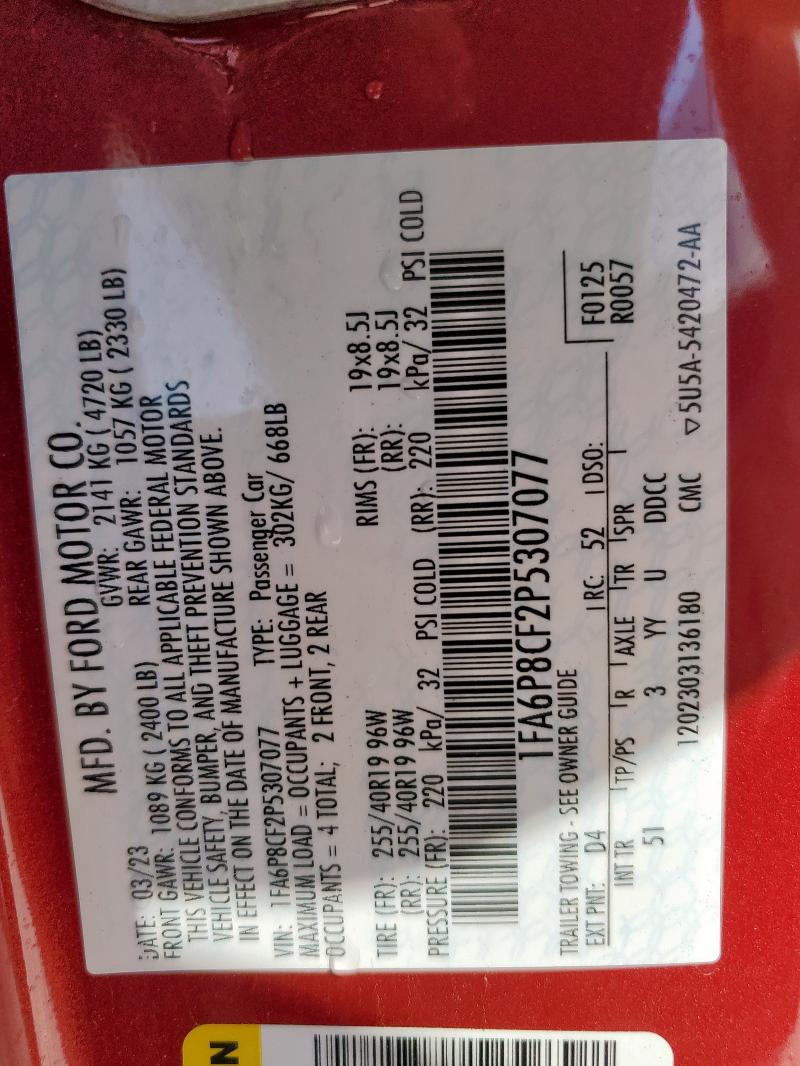 MFD. BY FORD MOTOR CO.
DATE: 03/23 GVWR: 2141 KG ( 4720 LB)
FRONT GAWR: 1089 KG ( 2400 LB) REAR GAWR: 1057 KG ( 2330 LB)
THIS VEHICLE CONFORMS TO ALL APPLICABLE FEDERAL MOTOR
VEHICLE SAFETY, BUMPER, AND THEFT PREVENTION STANDARDS
IN EFFECT ON THE DATE OF MANUFACTURE SHOWN ABOVE.
VIN: 1FA6P8CF2P5307077 TYPE: Passenger Car
MAXIMUM LOAD = OCCUPANTS + LUGGAGE = 302KG/ 668LB
OCCUPANTS = 4 TOTAL, 2 FRONT, 2 REAR
TIRE (FR): 255/40R19 96W RIMS (FR): 19x8.5J
(RR): 255/40R19 96W (RR): 19x8.5J
PRESSURE (FR): 220 kPa/ 32 PSI COLD (RR): 220 kPa/ 32 PSI COLD
1FA6P8CF2P5307077
TRAILER TOWING - SEE OWNER GUIDE
F0125
EXT PNT: D4 RC: 52 DSO: R0057
INT TR TP/PS R AXLE TR SPR
51 3 YY U DDCC
1202303136180 CMC ▽5U5A-5420472-AA
N